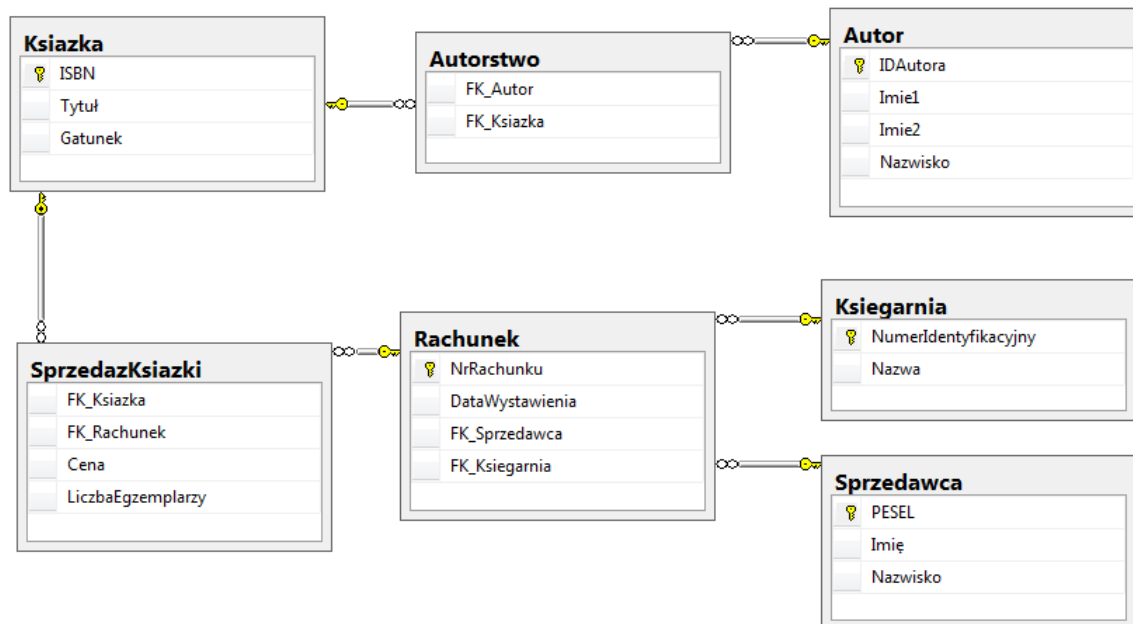 Ksiazka
ISBN
Tytuł
Gatunek
Autorstwo
FK_Autor
FK_Ksiazka
Autor
IDAutora
Imie1
Imie2
Nazwisko
SprzedazKsiazki
FK_Ksiazka
FK_Rachunek
Cena
LiczbaEgzemplarzy
Rachunek
NrRachunku
DataWystawienia
FK_Sprzedawca
FK_Ksiegarnia
Ksiegarnia
NumerIdentyfikacyjny
Nazwa
Sprzedawca
PESEL
Imię
Nazwisko